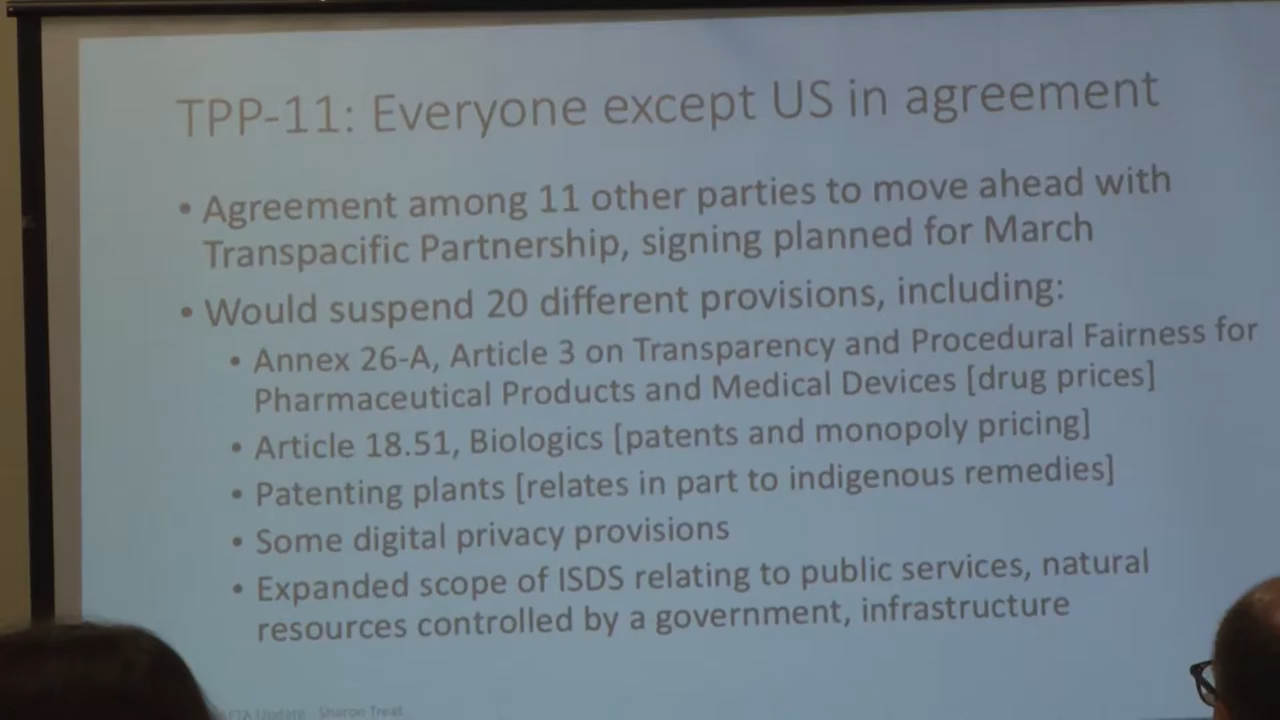 TPP-11: Everyone except US in agreement
• Agreement among 11 other parties to move ahead with
Transpacific Partnership, signing planned for March
• Would suspend 20 different provisions, including:
• Annex 26-A, Article 3 on Transparency and Procedural Fairness for
Pharmaceutical Products and Medical Devices [drug prices]
• Article 18.51, Biologics [patents and monopoly pricing]
• Patenting plants [relates in part to indigenous remedies]
• Some digital privacy provisions
• Expanded scope of ISDS relating to public services, natural
resources controlled by a government, infrastructure
Update Sharon Treat